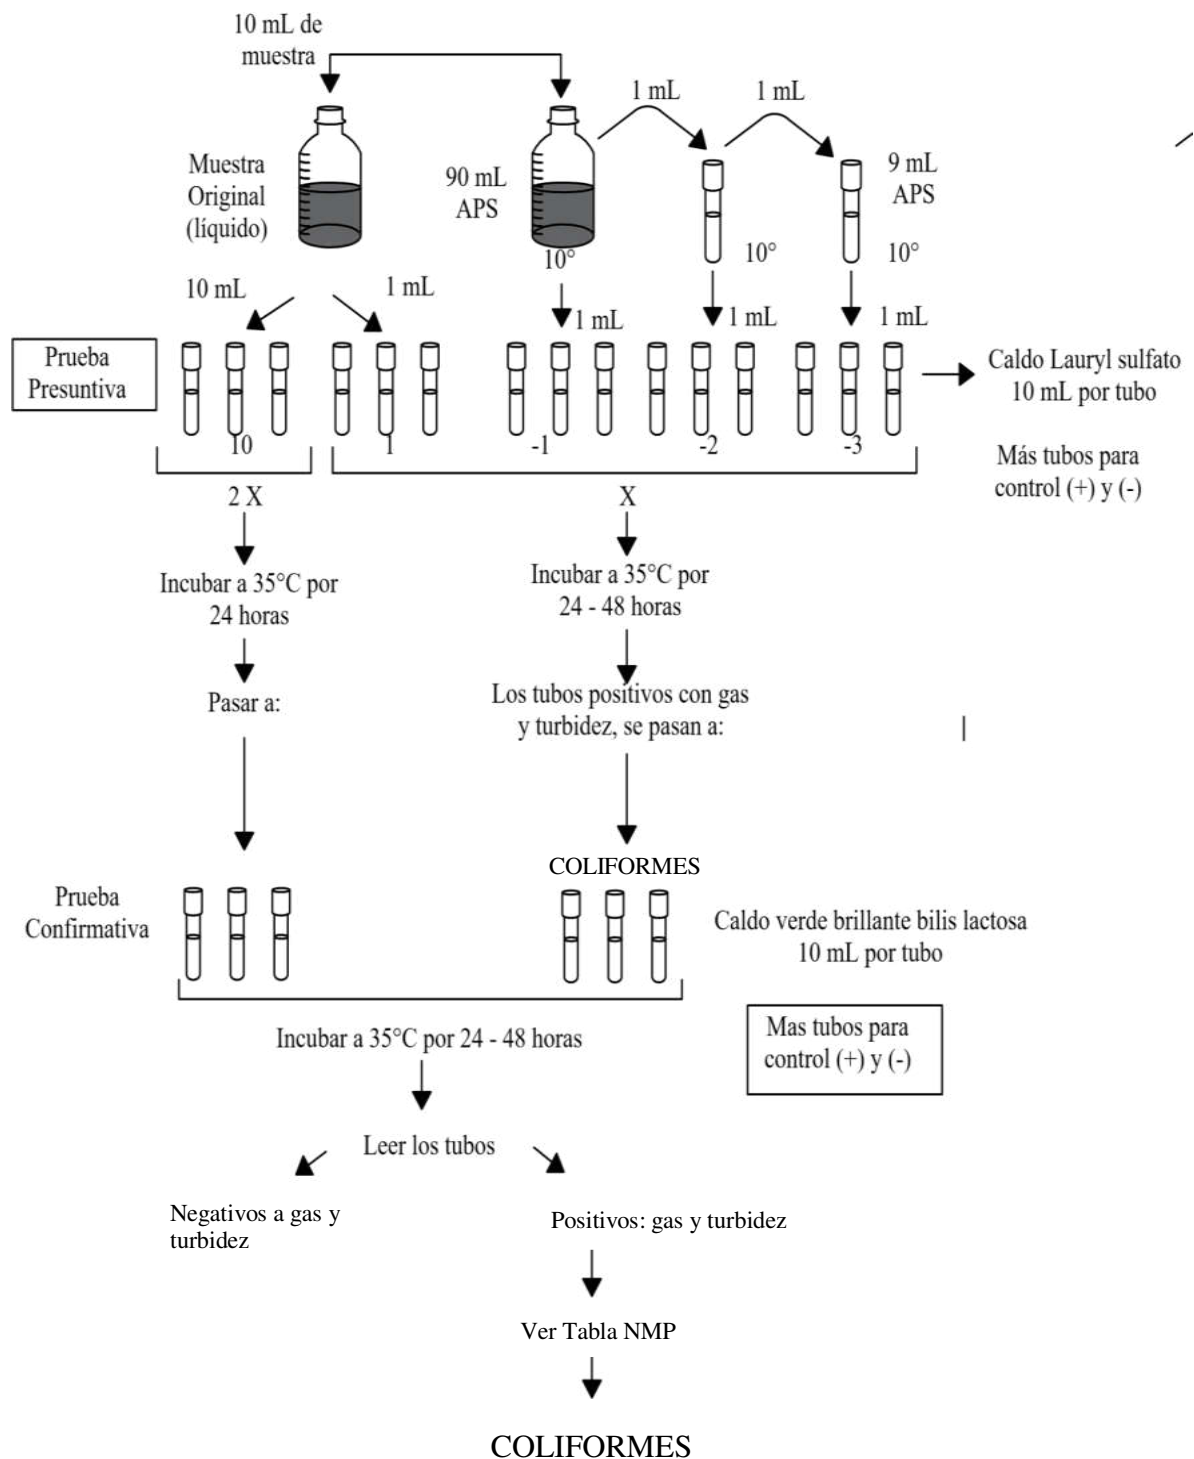 10 mL de
muestra
1 mL
1 mL
Muestra
Original
(líquido)
90 mL
APS
9 mL
APS
10°
10°
10°
10 mL
1 mL
1 mL
1 mL
1 mL
Prueba
Presuntiva
Caldo Lauryl sulfato
10 mL por tubo
10
1
-1
-2
-3
Más tubos para
control (+) y (-)
2 X
X
Incubar a 35°C por
24 horas
Incubar a 35°C por
24 - 48 horas
Pasar a:
Los tubos positivos con gas
y turbidez, se pasan a:
COLIFORMES
Prueba
Confirmativa
Caldo verde brillante bilis lactosa
10 mL por tubo
Incubar a 35°C por 24 - 48 horas
Mas tubos para
control (+) y (-)
Leer los tubos
Negativos a gas y
turbidez
Positivos: gas y turbidez
Ver Tabla NMP
COLIFORMES